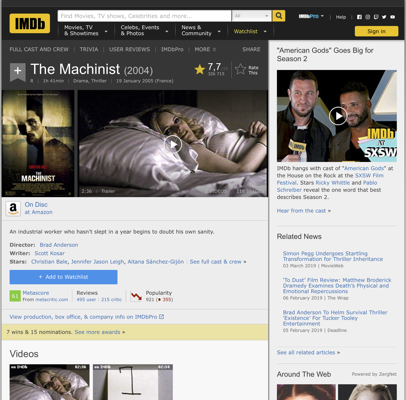 IMDb
Find Movies, TV shows, Celebrities and more...
All
IMDbPro
Help
Movies, TV
& Showtimes
Celebs, Events
& Photos
News &
Community
Watchlist
Sign in
FULL CAST AND CREW | TRIVIA | USER REVIEWS | IMDbPro | MORE
SHARE
The Machinist (2004)
7,7
Rate
This
R | 1h 41min | Drama, Thriller | 19 January 2005 (France)
THE
MACHINIST
2:36 | Trailer
On Disc
at Amazon
An industrial worker who hasn't slept in a year begins to doubt his own sanity.
Director: Brad Anderson
Writer: Scott Kosar
Stars: Christian Bale, Jennifer Jason Leigh, Aitana Sánchez-Gijón | See full cast & crew »
+ Add to Watchlist
61
Metascore
From metacritic.com
Reviews
499 user | 215 critic
Popularity
921 (355)
View production, box office, & company info on IMDbPro
7 wins & 15 nominations. See more awards »
Videos
IMDb
02:36
IMDb
02:36
"American Gods" Goes Big for
Season 2
IMDb
AT
SXSW
IMDb hangs with cast of "American Gods" at
the House on the Rock at the SXSW Film
Festival. Stars Ricky Whittle and Pablo
Schreiber reveal the one word that best
describes Season 2.
Hear from the cast »
Related News
Simon Pegg Undergoes Startling
Transformation for Thriller Inheritance
03 March 2019 | MovieWeb
'To Dust' Film Review: Matthew Broderick
Dramedy Examines Death's Physical and
Emotional Repercussions
06 February 2019 | The Wrap
Brad Anderson To Helm Survival Thriller
'Existence' For Tucker Tooley
Entertainment
05 February 2019 | Deadline
See all related articles »
Around The Web | Powered by ZergNet